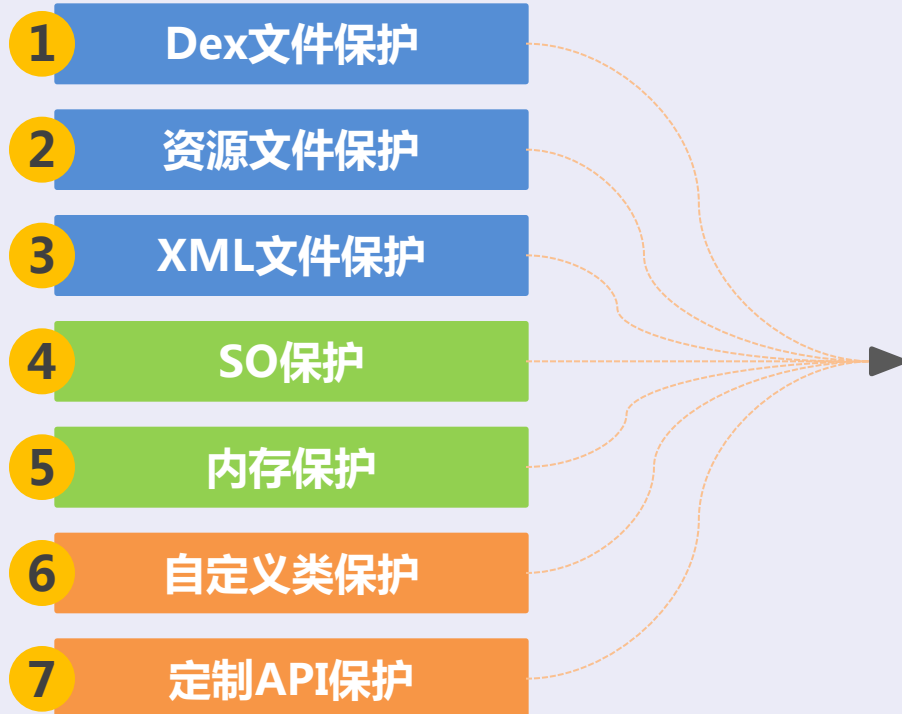 1 Dex文件保护
2 资源文件保护
3 XML文件保护
4 SO保护
5 内存保护
6 自定义类保护
7 定制API保护